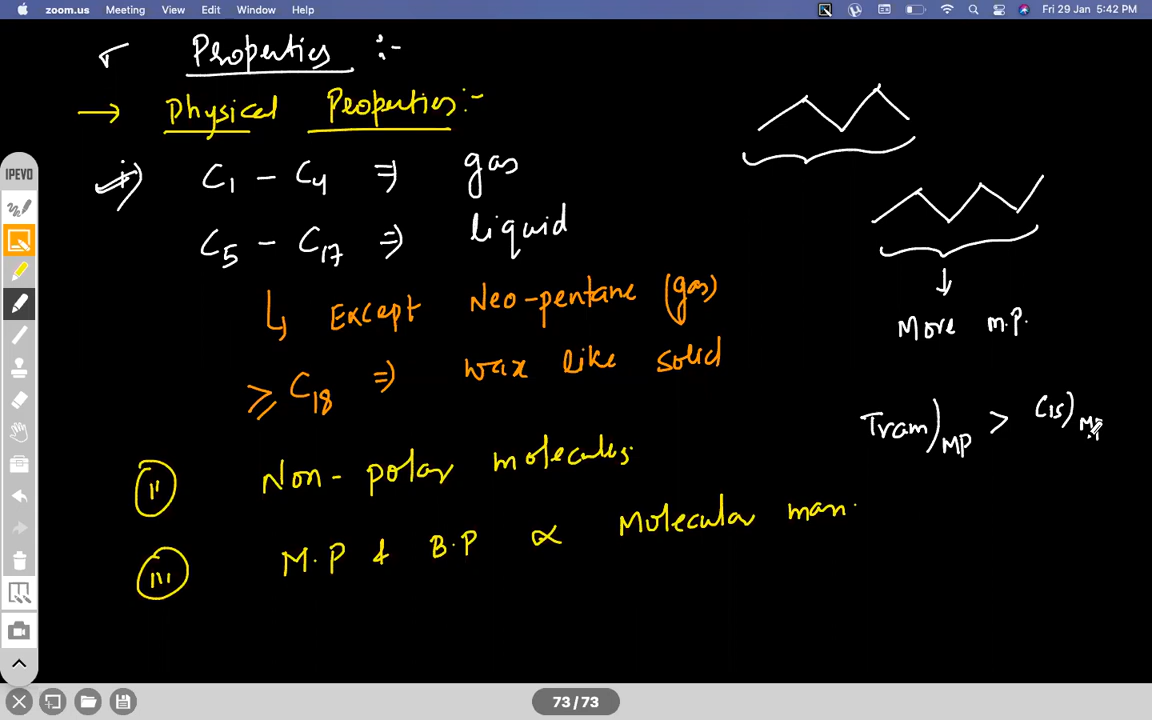 zoom.us Meeting View Edit Window Help Fri 29 Jan 5:42 PM
Properties :-
→ Physical Properties:-
i) C1 - C4 ⇒ gas
C5 - C17 ⇒ liquid
↳ Except Neo-pentane (gas)
≥ C18 ⇒ wax like solid
ii) Non-polar molecules.
iii) M.P & B.P ∝ Molecular mass.
More m.P.
Trans)MP > Cis)MP
IPEVO
73 / 73